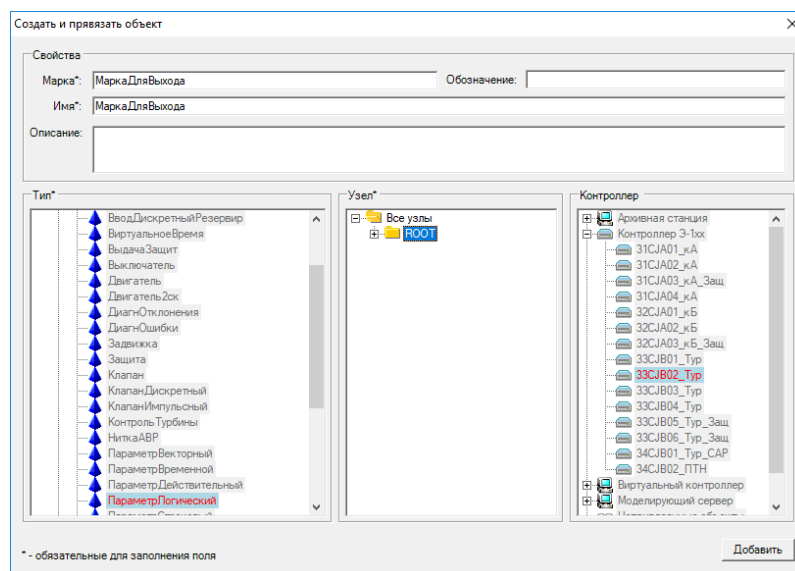 Создать и прявязать объект
Свойства
Марка*: МаркаДляВыхода Обозначение:
Имя*: МаркаДляВыхода
Описание:
Тип*
ВводДискретныйРезервир
ВиртуальноеВремя
ВыдачаЗащит
Выключатель
Двигатель
Двигатель2ск
ДиагнОтклонения
ДиагнОшибки
Задвижка
Защита
Клапан
КлапанДискретный
КлапанИмпульсный
КонтрольТурбины
НиткаАВР
ПараметрВекторный
ПараметрВременной
ПараметрДействительный
ПараметрЛогический
Узел*
Все узлы
ROOT
Контроллер
Архивная станция
Контроллер Э-1xx
31CJA01_кА
31CJA02_кА
31CJA03_кА_Защ
31CJA04_кА
32CJA01_кБ
32CJA02_кБ
32CJA03_кБ_Защ
33CJB01_Тур
33CJB02_Тур
33CJB03_Тур
33CJB04_Тур
33CJB05_Тур_Защ
33CJB06_Тур_Защ
34CJB01_Тур_САР
34CJB02_ПТН
Виртуальный контроллер
Моделирующий сервер
* - обязательные для заполнения поля
Добавить